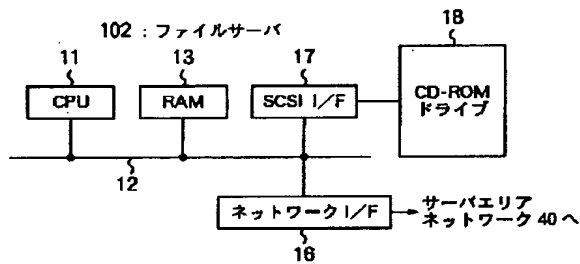 102 : ファイルサーバ
11
13
17
18
CPU
RAM
SCSI I/F
CD-ROM
ドライブ
12
ネットワーク I/F
サーバエリア
ネットワーク 40 へ
16